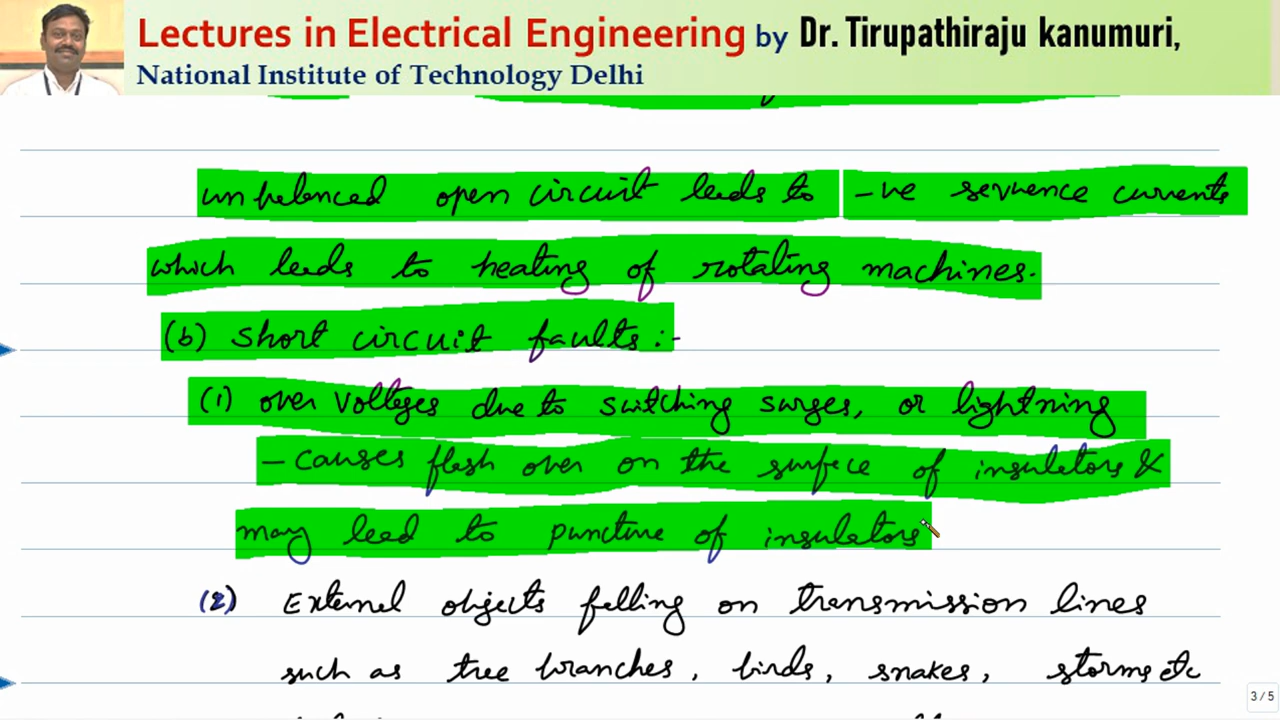 Lectures in Electrical Engineering by Dr. Tirupathiraju kanumuri,
National Institute of Technology Delhi
unbalenced open circuit leads to -ve sequence currents
which leads to heating of rotating machines.
(b) short circuit faults :-
(1) over voltages due to switching surges, or lightning
- causes flash over on the surface of insulators &
may lead to puncture of insulators
(2) External objects falling on transmission lines
such as tree branches, birds, snakes, storms etc
3 / 5